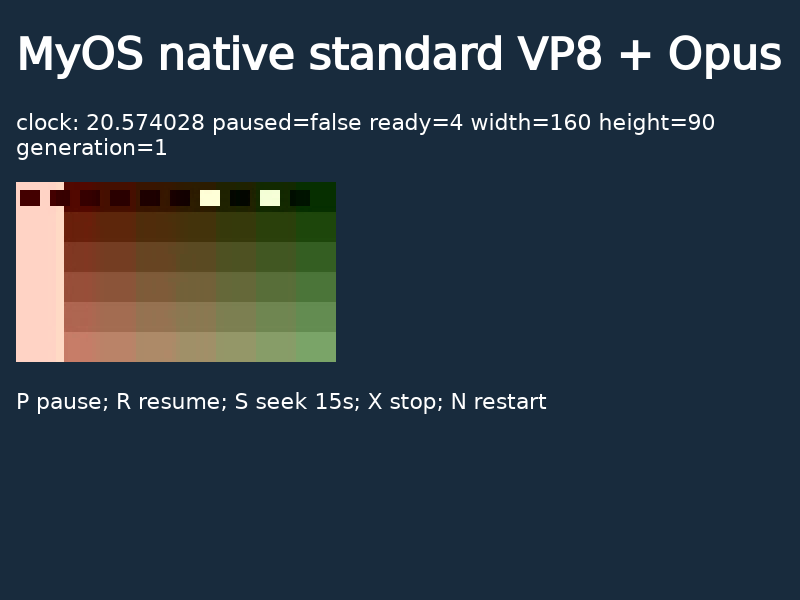 MyOS native standard VP8 + Opus
clock: 20.574028 paused=false ready=4 width=160 height=90
generation=1
P pause; R resume; S seek 15s; X stop; N restart